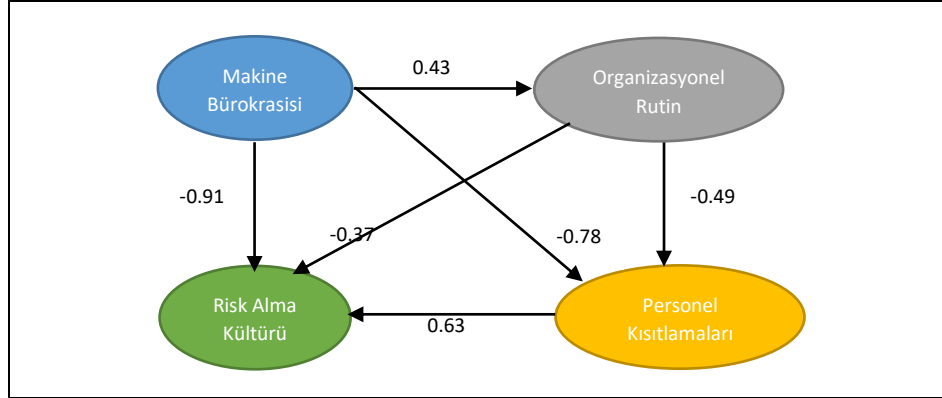 Makine
Bürokrasisi
0.43
Organizasyonel
Rutin
-0.91
-0.37
-0.78
-0.49
Risk Alma
Kültürü
0.63
Personel
Kısıtlamaları